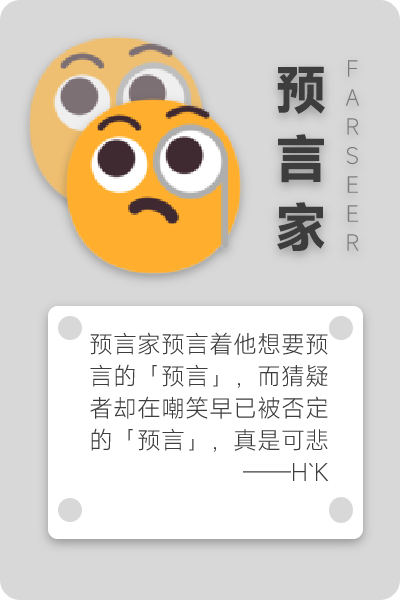 预言家
FARSEER
预言家预言着他想要预
言的「预言」，而猜疑
者却在嘲笑早已被否定
的「预言」，真是可悲
——H`K